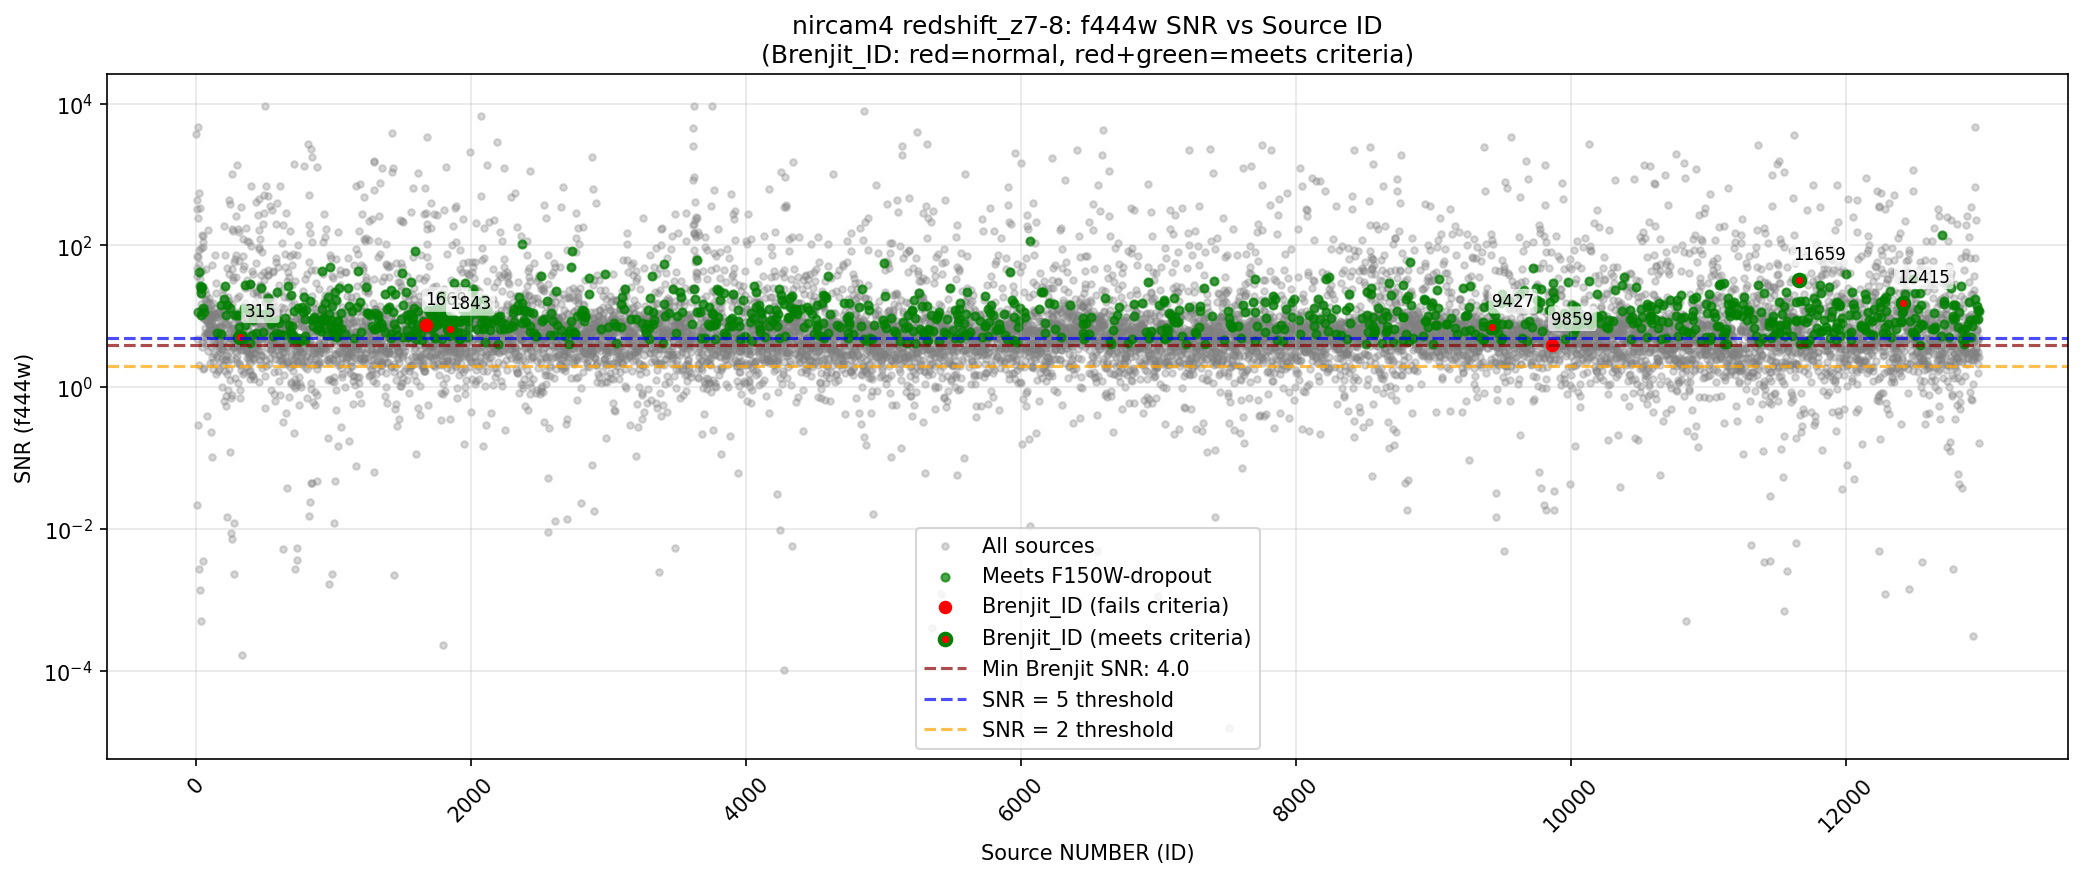 nircam4 redshift_z7-8: f444w SNR vs Source ID
(Brenjit_ID: red=normal, red+green=meets criteria)
SNR (f444w)
10^4
10^2
10^0
10^-2
10^-4
315
1843
9427
9859
11659
12415
All sources
Meets F150W-dropout
Brenjit_ID (fails criteria)
Brenjit_ID (meets criteria)
Min Brenjit SNR: 4.0
SNR = 5 threshold
SNR = 2 threshold
0
2000
4000
6000
8000
10000
12000
Source NUMBER (ID)